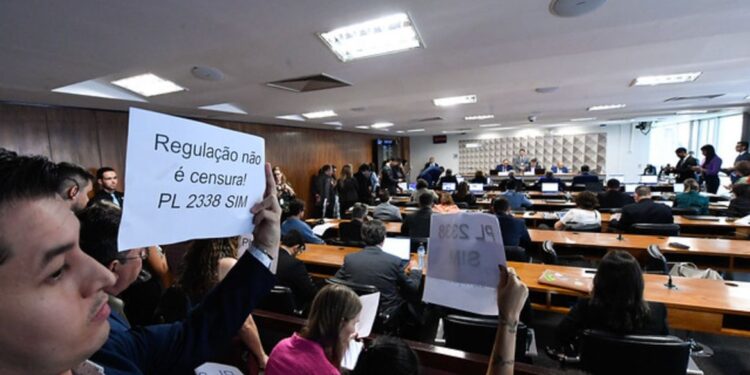 Regulação não
é censura!
PL 2338 SIM
PL 2338
SIM